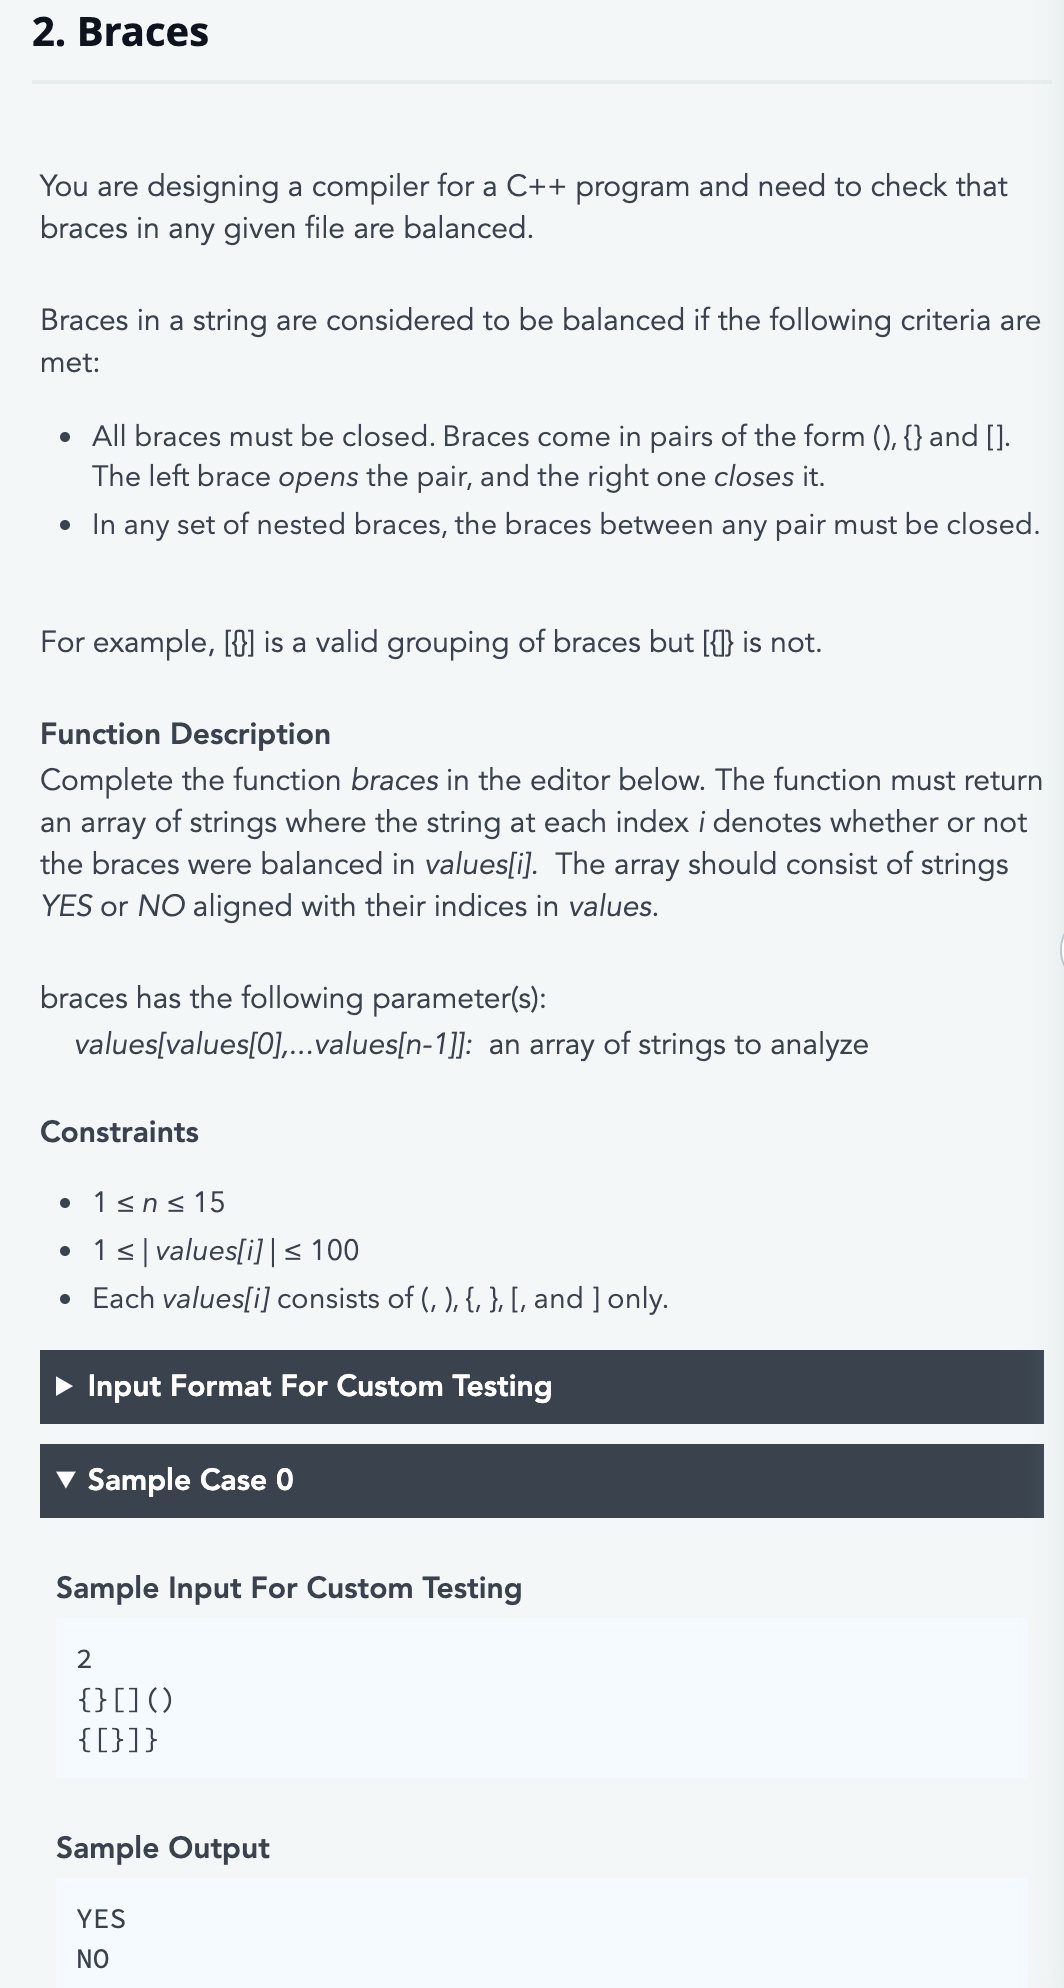 2. Braces
You are designing a compiler for a C++ program and need to check that
braces in any given file are balanced.
Braces in a string are considered to be balanced if the following criteria are
met:
• All braces must be closed. Braces come in pairs of the form (), {} and [].
The left brace opens the pair, and the right one closes it.
• In any set of nested braces, the braces between any pair must be closed.
For example, [{}] is a valid grouping of braces but [{]} is not.
Function Description
Complete the function braces in the editor below. The function must return
an array of strings where the string at each index i denotes whether or not
the braces were balanced in values[i].  The array should consist of strings
YES or NO aligned with their indices in values.
braces has the following parameter(s):
values[values[0],...values[n-1]]:  an array of strings to analyze
Constraints
• 1 ≤ n ≤ 15
• 1 ≤ | values[i] | ≤ 100
• Each values[i] consists of (, ), {, }, [, and ] only.
▶ Input Format For Custom Testing
▼ Sample Case 0
Sample Input For Custom Testing
2
{}[]()
{[}]}
Sample Output
YES
NO